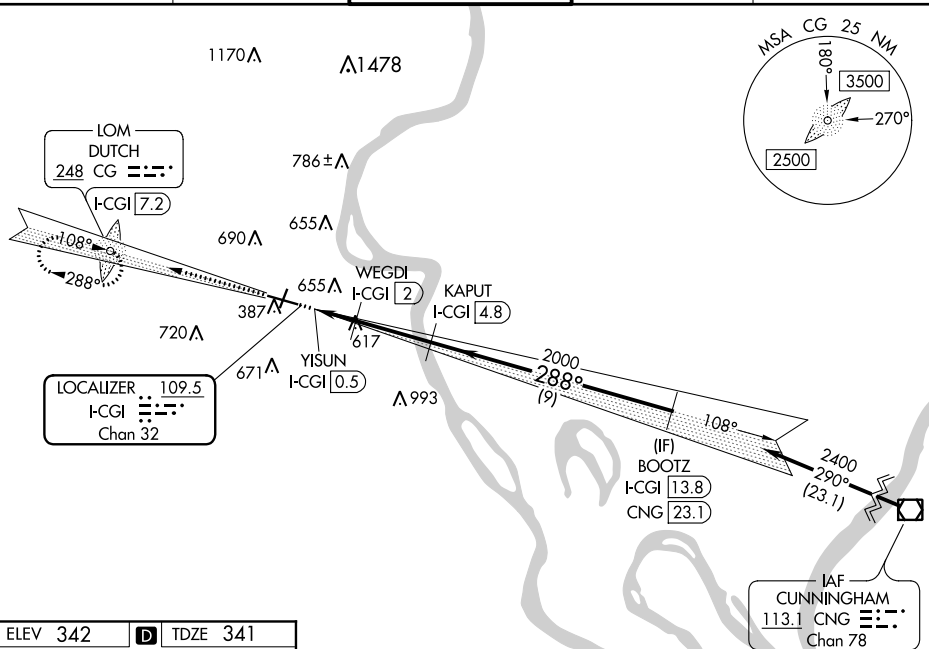 1170
1478
MSA CG 25 NM
180°
3500
270°
2500
LOM
DUTCH
248 CG
I-CGI 7.2
786±
655
690
108°
288°
655
WEGDI
I-CGI 2
KAPUT
I-CGI 4.8
387
617
720
671
YISUN
I-CGI 0.5
993
2000
288°
(9)
108°
LOCALIZER 109.5
I-CGI
Chan 32
(IF)
BOOTZ
I-CGI 13.8
CNG 23.1
2400
290°
(23.1)
IAF
CUNNINGHAM
113.1 CNG
Chan 78
ELEV 342 D TDZE 341